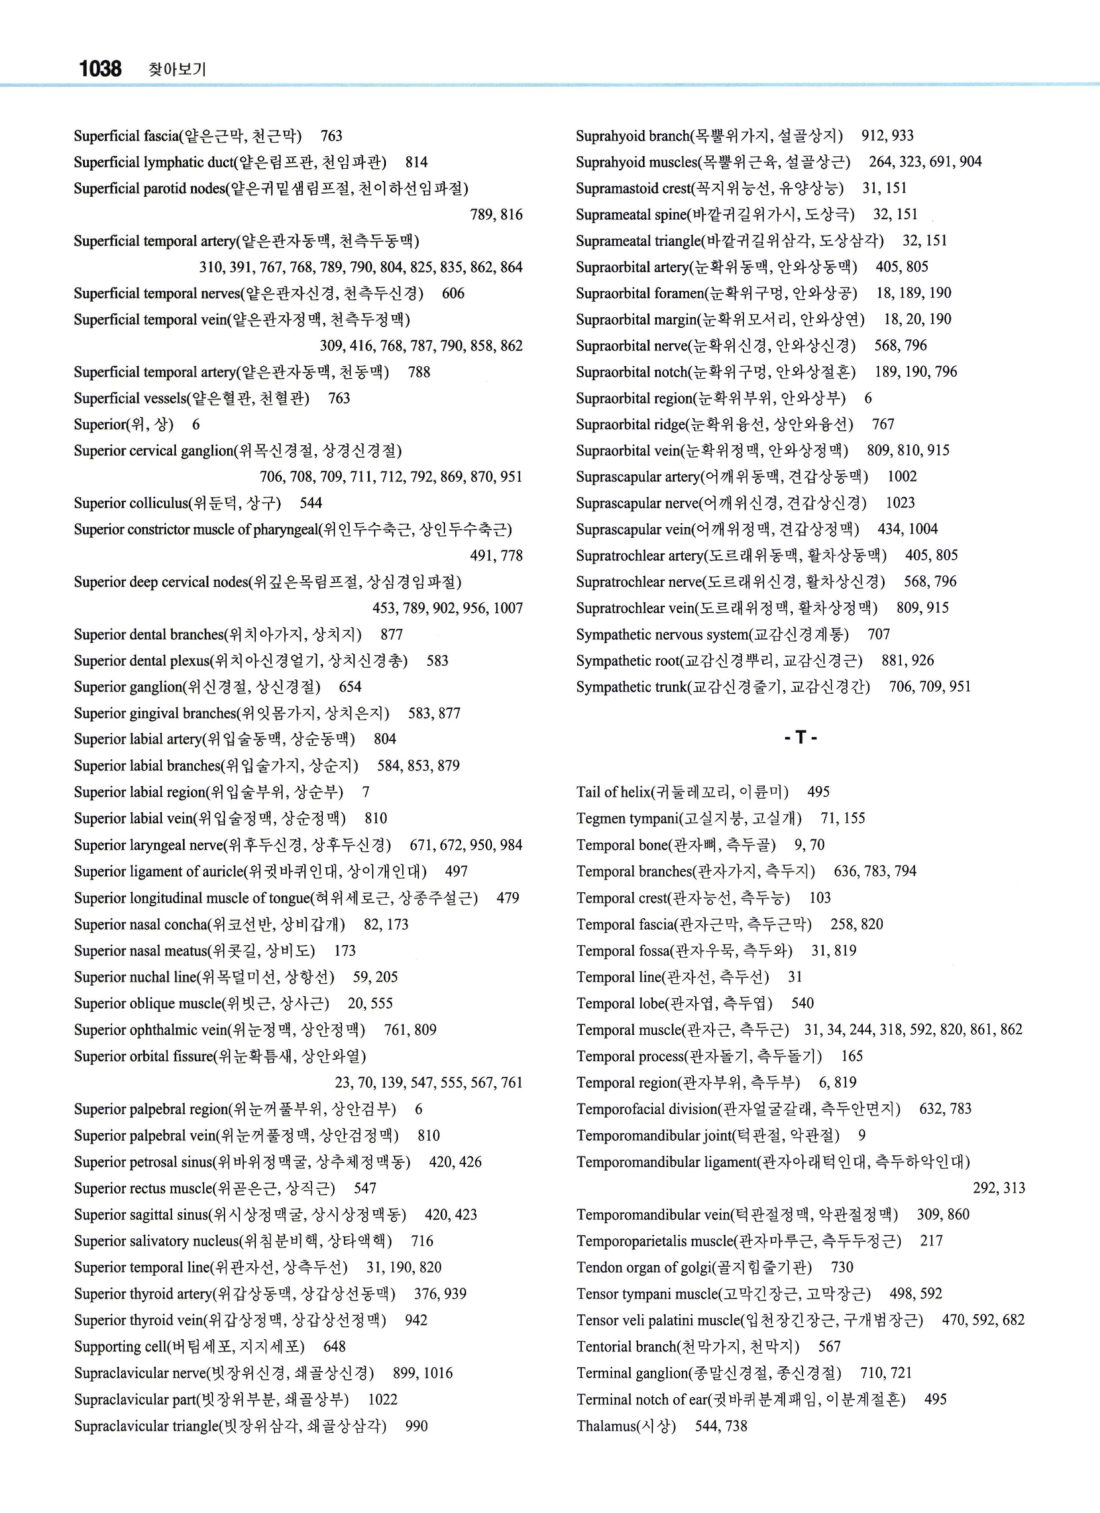 1038 찾아보기
Superficial fascia(얕은근막, 천근막) 763
Superficial lymphatic duct(얕은림프관, 천임파관) 814
Superficial parotid nodes(얕은귀밑샘림프절, 천이하선임파절)
789, 816
Superficial temporal artery(얕은관자동맥, 천측두동맥)
310, 391, 767, 768, 789, 790, 804, 825, 835, 862, 864
Superficial temporal nerves(얕은관자신경, 천측두신경) 606
Superficial temporal vein(얕은관자정맥, 천측두정맥)
309, 416, 768, 787, 790, 858, 862
Superficial temporal artery(얕은관자동맥, 천동맥) 788
Superficial vessels(얕은혈관, 천혈관) 763
Superior(위, 상) 6
Superior cervical ganglion(위목신경절, 상경신경절)
706, 708, 709, 711, 712, 792, 869, 870, 951
Superior colliculus(위둔덕, 상구) 544
Superior constrictor muscle of pharyngeal(위인두수축근, 상인두수축근)
491, 778
Superior deep cervical nodes(위깊은목림프절, 상심경임파절)
453, 789, 902, 956, 1007
Superior dental branches(위치아가지, 상치지) 877
Superior dental plexus(위치아신경얼기, 상치신경총) 583
Superior ganglion(위신경절, 상신경절) 654
Superior gingival branches(위잇몸가지, 상치은지) 583, 877
Superior labial artery(위입술동맥, 상순동맥) 804
Superior labial branches(위입술가지, 상순지) 584, 853, 879
Superior labial region(위입술부위, 상순부) 7
Superior labial vein(위입술정맥, 상순정맥) 810
Superior laryngeal nerve(위후두신경, 상후두신경) 671, 672, 950, 984
Superior ligament of auricle(위귓바퀴인대, 상이개인대) 497
Superior longitudinal muscle of tongue(혀위세로근, 상종주설근) 479
Superior nasal concha(위코선반, 상비갑개) 82, 173
Superior nasal meatus(위콧길, 상비도) 173
Superior nuchal line(위목덜미선, 상항선) 59, 205
Superior oblique muscle(위빗근, 상사근) 20, 555
Superior ophthalmic vein(위눈정맥, 상안정맥) 761, 809
Superior orbital fissure(위눈확틈새, 상안와열)
23, 70, 139, 547, 555, 567, 761
Superior palpebral region(위눈꺼풀부위, 상안검부) 6
Superior palpebral vein(위눈꺼풀정맥, 상안검정맥) 810
Superior petrosal sinus(위바위정맥굴, 상추체정맥동) 420, 426
Superior rectus muscle(위곧은근, 상직근) 547
Superior sagittal sinus(위시상정맥굴, 상시상정맥동) 420, 423
Superior salivatory nucleus(위침분비핵, 상타액핵) 716
Superior temporal line(위관자선, 상측두선) 31, 190, 820
Superior thyroid artery(위갑상동맥, 상갑상선동맥) 376, 939
Superior thyroid vein(위갑상정맥, 상갑상선정맥) 942
Supporting cell(버팀세포, 지지세포) 648
Supraclavicular nerve(빗장위신경, 쇄골상신경) 899, 1016
Supraclavicular part(빗장위부분, 쇄골상부) 1022
Supraclavicular triangle(빗장위삼각, 쇄골상삼각) 990
Suprahyoid branch(목뿔위가지, 설골상지) 912, 933
Suprahyoid muscles(목뿔위근육, 설골상근) 264, 323, 691, 904
Supramastoid crest(꼭지위능선, 유양상능) 31, 151
Suprameatal spine(바깥귀길위가시, 도상극) 32, 151
Suprameatal triangle(바깥귀길위삼각, 도상삼각) 32, 151
Supraorbital artery(눈확위동맥, 안와상동맥) 405, 805
Supraorbital foramen(눈확위구멍, 안와상공) 18, 189, 190
Supraorbital margin(눈확위모서리, 안와상연) 18, 20, 190
Supraorbital nerve(눈확위신경, 안와상신경) 568, 796
Supraorbital notch(눈확위구멍, 안와상절흔) 189, 190, 796
Supraorbital region(눈확위부위, 안와상부) 6
Supraorbital ridge(눈확위융선, 상안와융선) 767
Supraorbital vein(눈확위정맥, 안와상정맥) 809, 810, 915
Suprascapular artery(어깨위동맥, 견갑상동맥) 1002
Suprascapular nerve(어깨위신경, 견갑상신경) 1023
Suprascapular vein(어깨위정맥, 견갑상정맥) 434, 1004
Supratrochlear artery(도르래위동맥, 활차상동맥) 405, 805
Supratrochlear nerve(도르래위신경, 활차상신경) 568, 796
Supratrochlear vein(도르래위정맥, 활차상정맥) 809, 915
Sympathetic nervous system(교감신경계통) 707
Sympathetic root(교감신경뿌리, 교감신경근) 881, 926
Sympathetic trunk(교감신경줄기, 교감신경간) 706, 709, 951
- T -
Tail of helix(귀둘레꼬리, 이륜미) 495
Tegmen tympani(고실지붕, 고실개) 71, 155
Temporal bone(관자뼈, 측두골) 9, 70
Temporal branches(관자가지, 측두지) 636, 783, 794
Temporal crest(관자능선, 측두능) 103
Temporal fascia(관자근막, 측두근막) 258, 820
Temporal fossa(관자우묵, 측두와) 31, 819
Temporal line(관자선, 측두선) 31
Temporal lobe(관자엽, 측두엽) 540
Temporal muscle(관자근, 측두근) 31, 34, 244, 318, 592, 820, 861, 862
Temporal process(관자돌기, 측두돌기) 165
Temporal region(관자부위, 측두부) 6, 819
Temporofacial division(관자얼굴갈래, 측두안면지) 632, 783
Temporomandibular joint(턱관절, 악관절) 9
Temporomandibular ligament(관자아래턱인대, 측두하악인대)
292, 313
Temporomandibular vein(턱관절정맥, 악관절정맥) 309, 860
Temporoparietalis muscle(관자마루근, 측두두정근) 217
Tendon organ of golgi(골지힘줄기관) 730
Tensor tympani muscle(고막긴장근, 고막장근) 498, 592
Tensor veli palatini muscle(입천장긴장근, 구개범장근) 470, 592, 682
Tentorial branch(천막가지, 천막지) 567
Terminal ganglion(종말신경절, 종신경절) 710, 721
Terminal notch of ear(귓바퀴분계패임, 이분계절흔) 495
Thalamus(시상) 544, 738